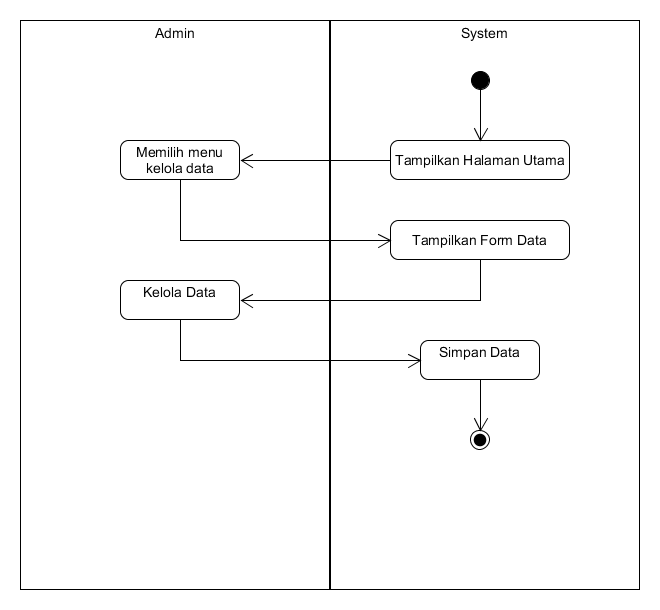 Admin
System
Tampilkan Halaman Utama
Memilih menu
kelola data
Tampilkan Form Data
Kelola Data
Simpan Data